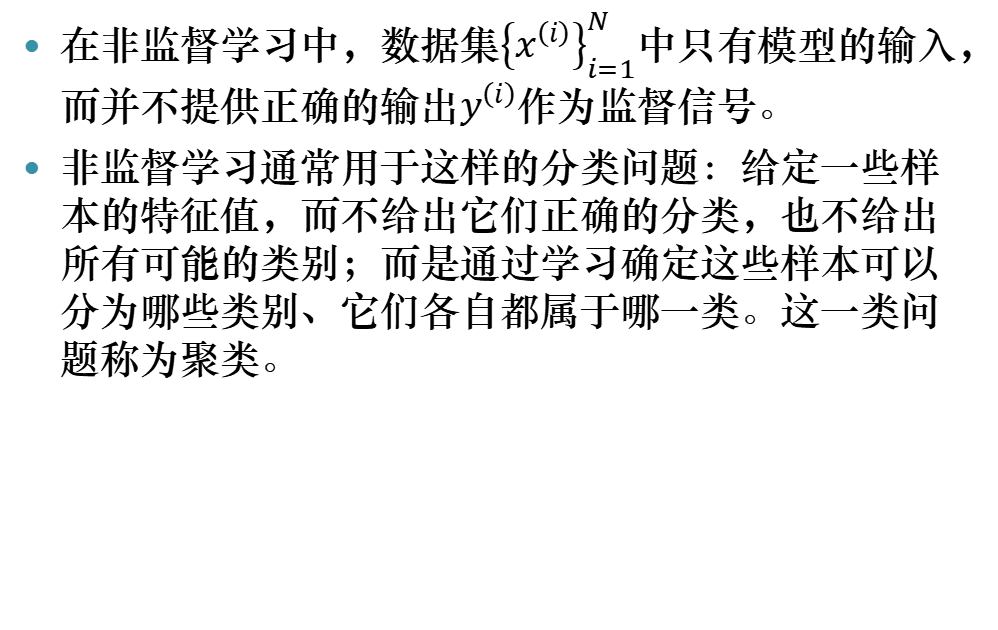 • 在非监督学习中，数据集{x⁽ⁱ⁾}ᵢ₌₁ᴺ中只有模型的输入，
而并不提供正确的输出y⁽ⁱ⁾作为监督信号。
• 非监督学习通常用于这样的分类问题：给定一些样
本的特征值，而不给出它们正确的分类，也不给出
所有可能的类别；而是通过学习确定这些样本可以
分为哪些类别、它们各自都属于哪一类。这一类问
题称为聚类。